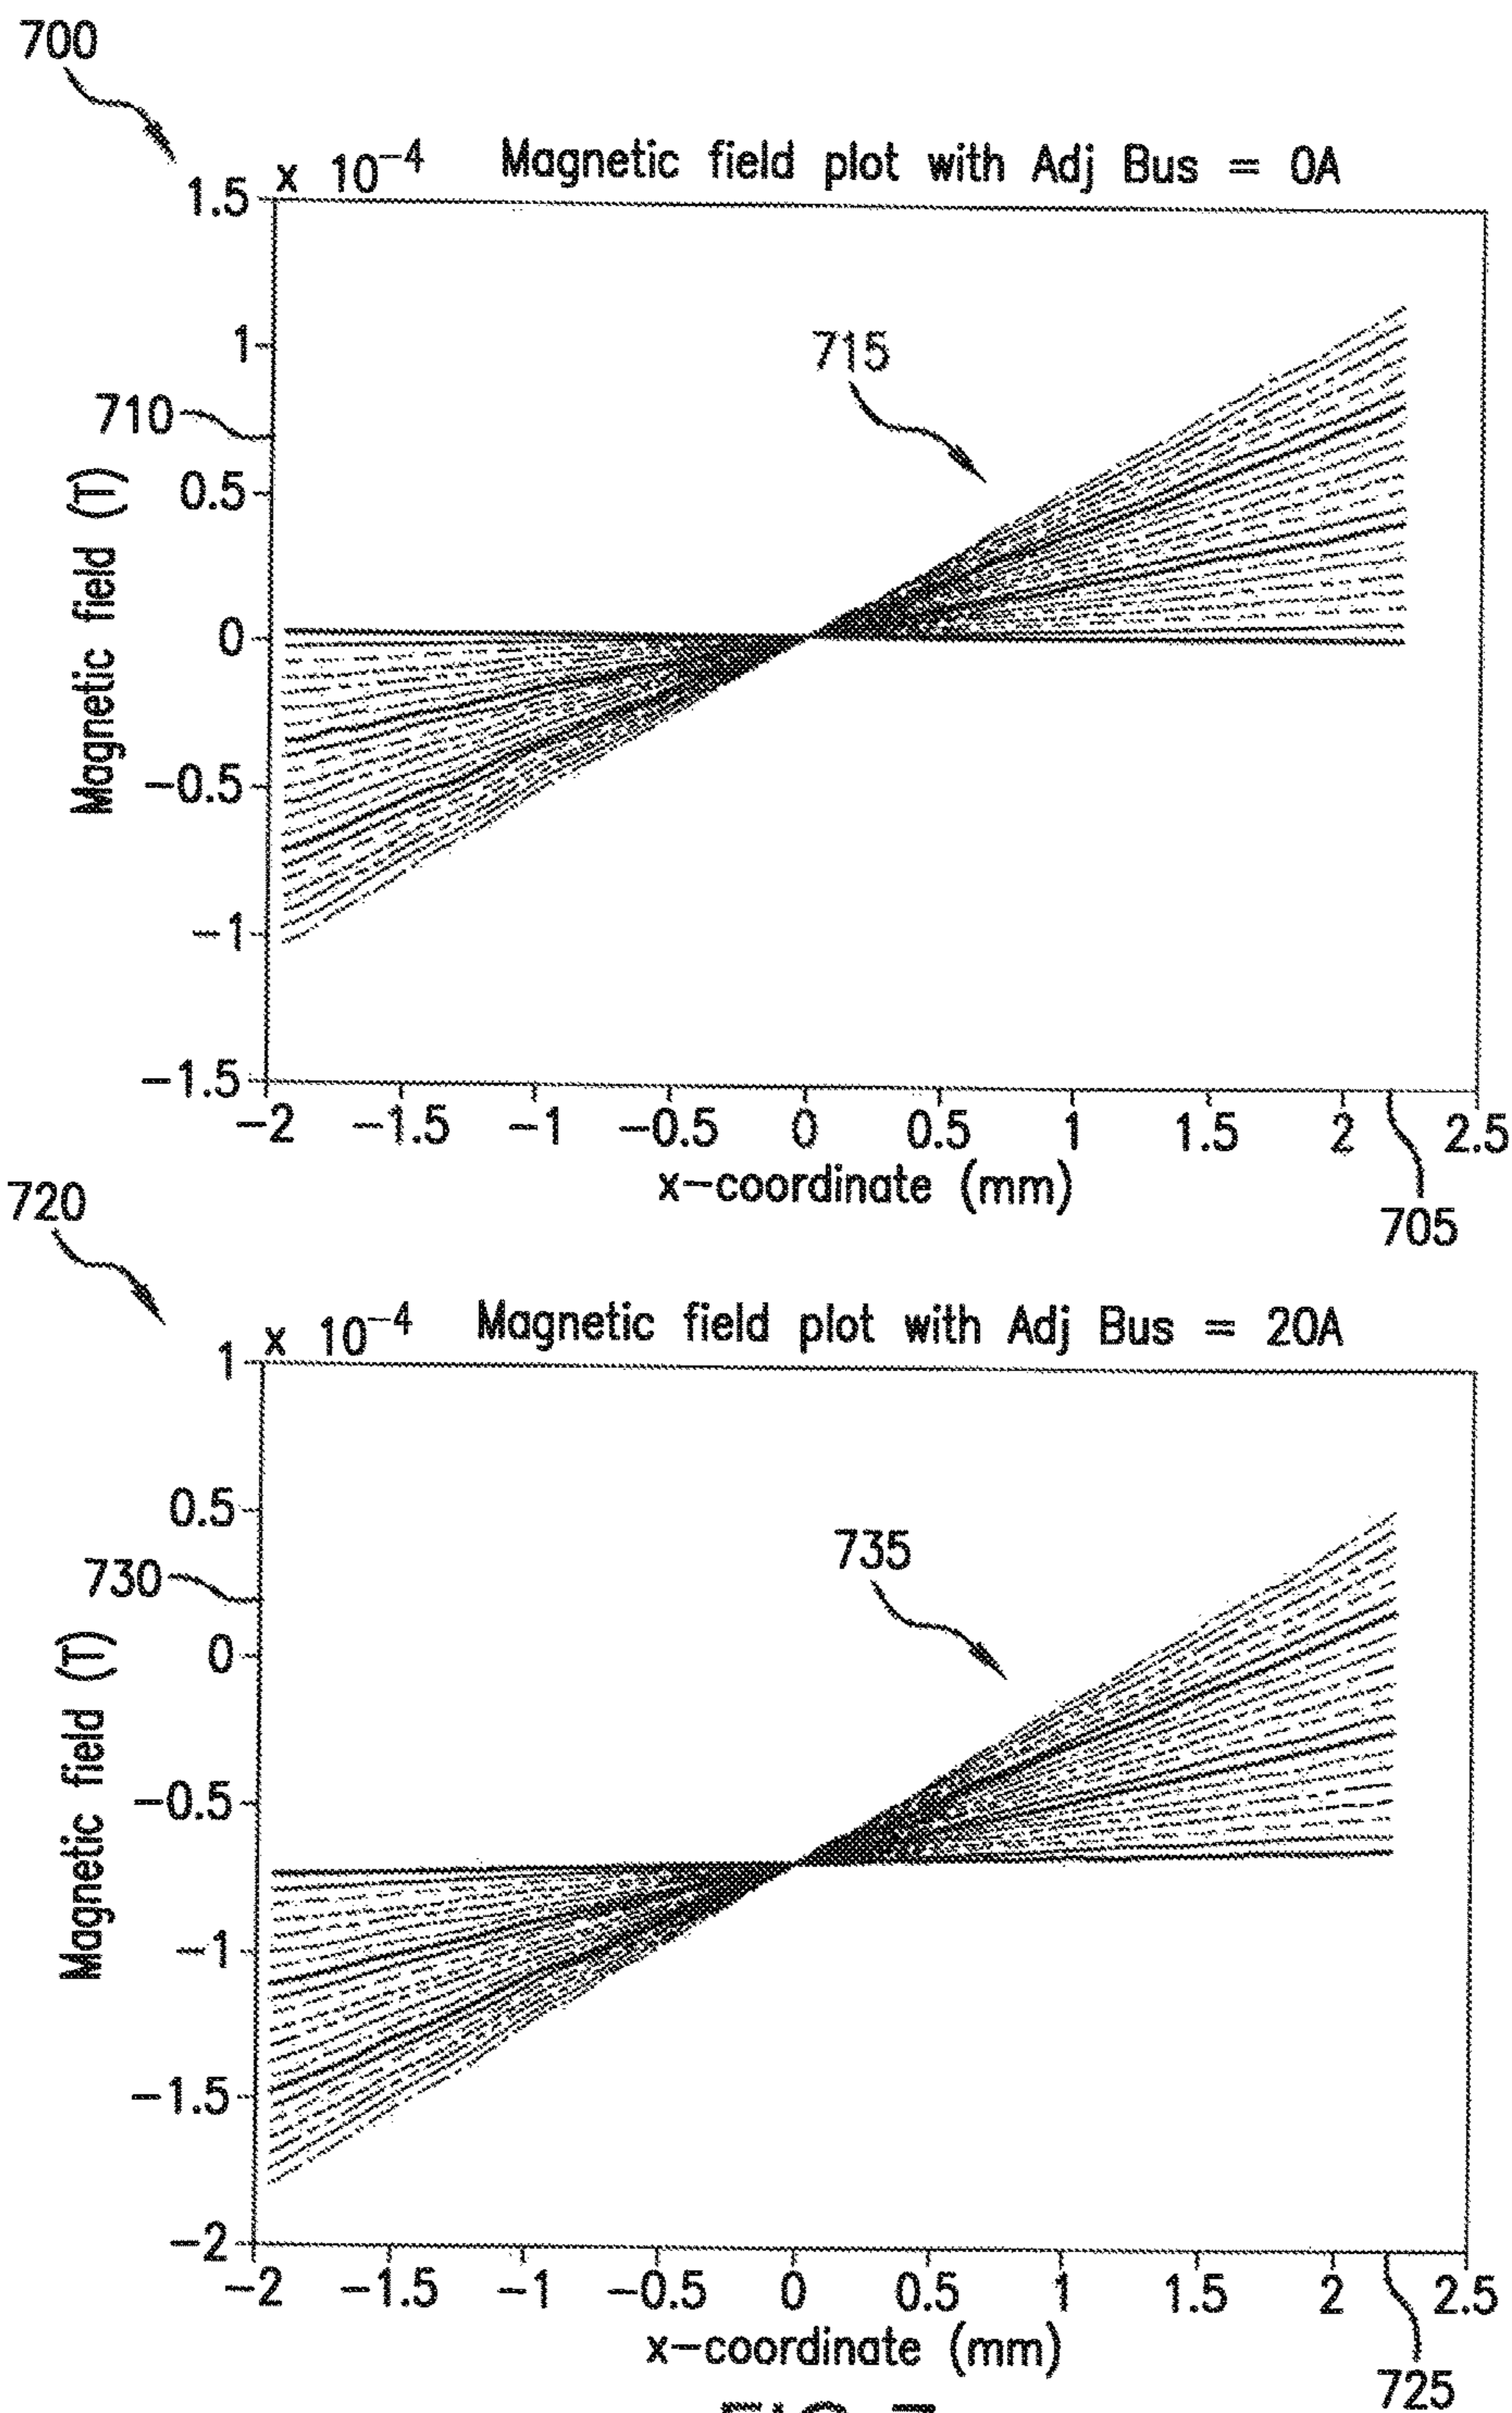 700
x 10−4 Magnetic field plot with Adj Bus = 0A
1.5
1
0.5
0
−0.5
−1
−1.5
710
Magnetic field (T)
715
−2 −1.5 −1 −0.5 0 0.5 1 1.5 2 2.5
x−coordinate (mm)
705
720
x 10−4 Magnetic field plot with Adj Bus = 20A
1
0.5
0
−0.5
−1
−1.5
−2
730
Magnetic field (T)
735
−2 −1.5 −1 −0.5 0 0.5 1 1.5 2 2.5
x−coordinate (mm)
725